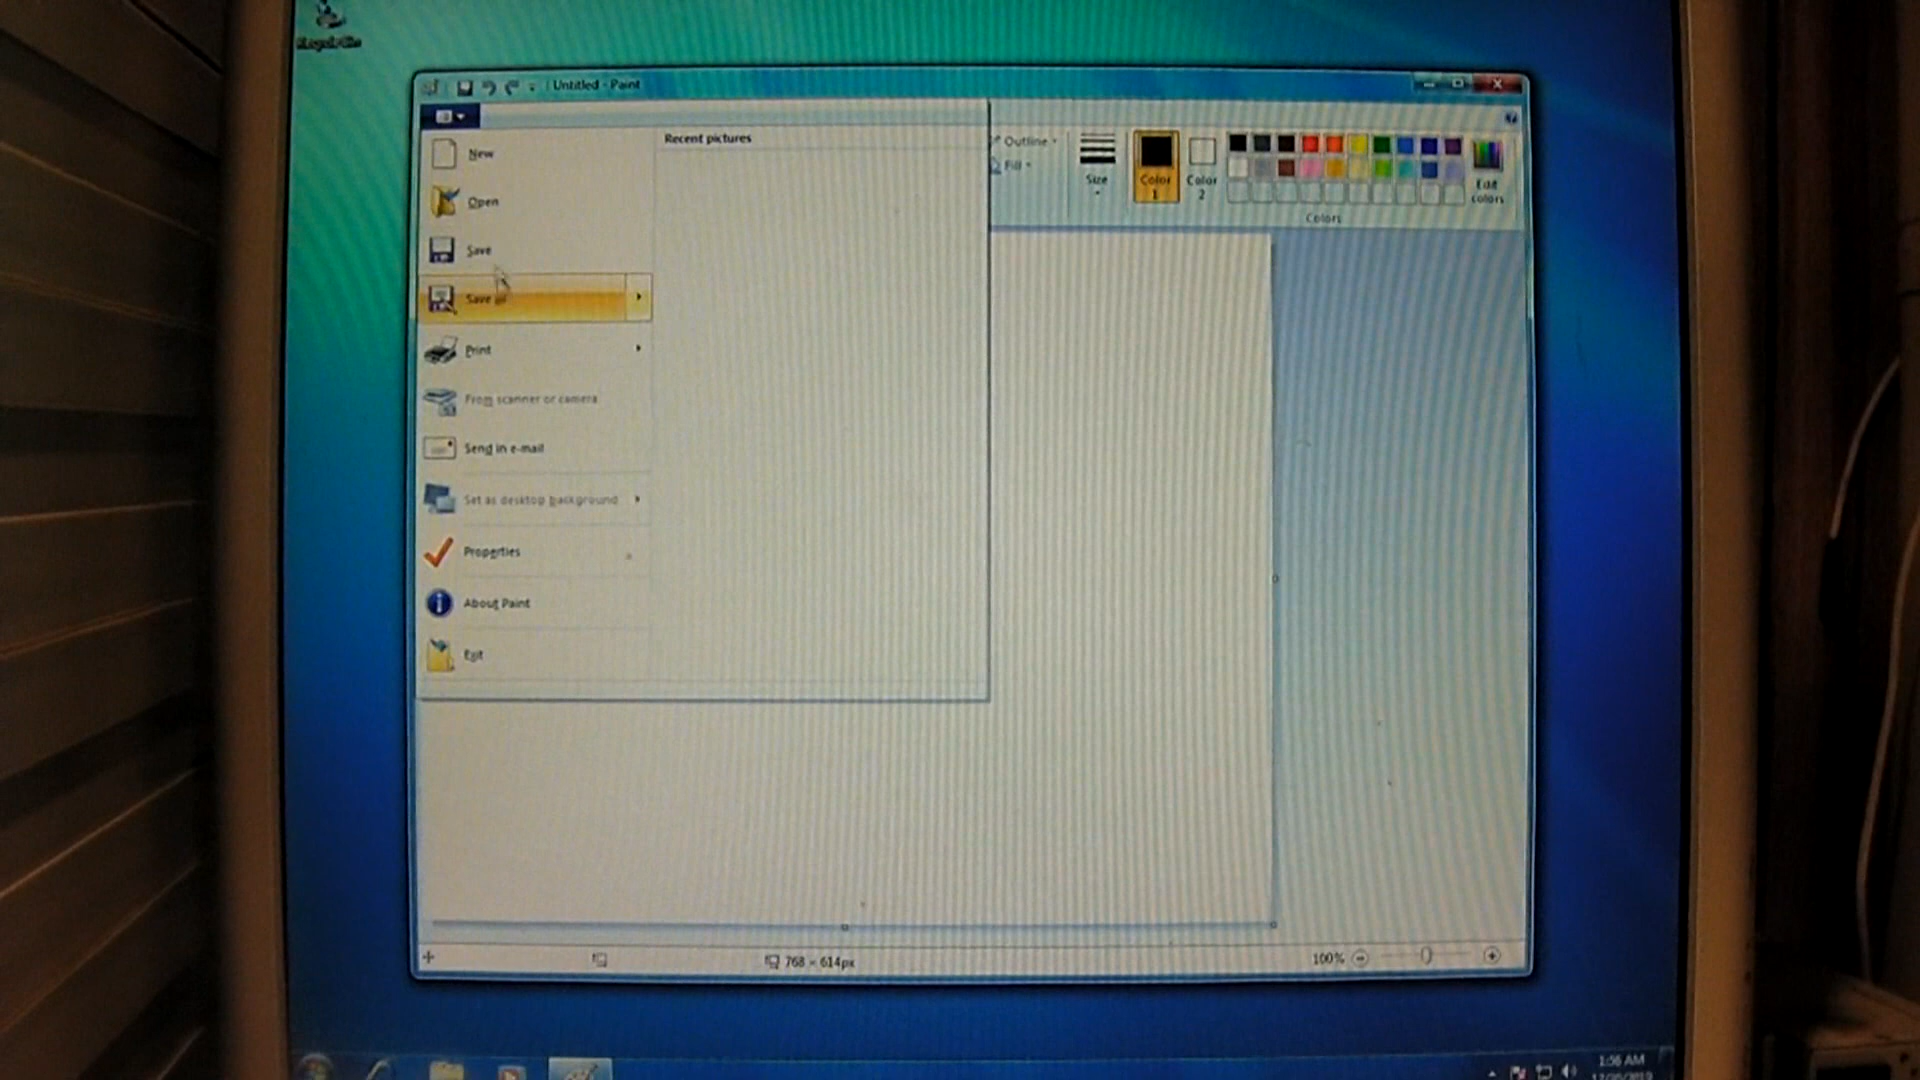 Recycle Bin
Untitled - Paint
New
Open
Save
Save as
Print
From scanner or camera
Send in e-mail
Set as desktop background
Properties
About Paint
Exit
Recent pictures
Outline
Fill
Size
Color
1
Color
2
Edit
colors
Colors
768 × 614px
100%
1:56 AM